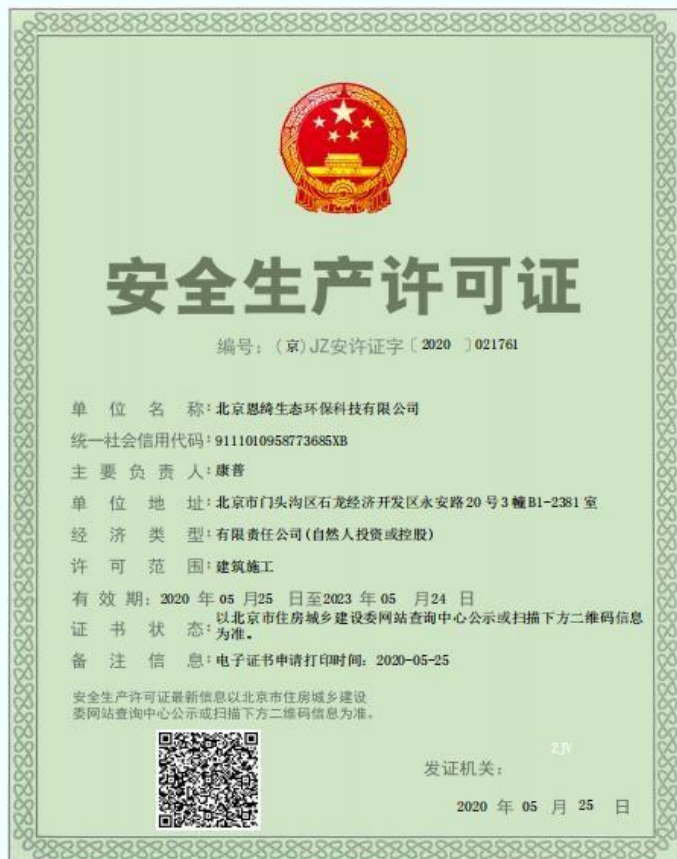 安全生产许可证
编号：（京）JZ安许证字〔2020〕021761
单位名称：北京恩绮生态环保科技有限公司
统一社会信用代码：9111010958773685XB
主要负责人：康普
单位地址：北京市门头沟区石龙经济开发区永安路20号3幢B1-2381室
经济类型：有限责任公司(自然人投资或控股)
许可范围：建筑施工
有效期：2020 年 05 月25 日至2023 年 05 月24 日
证书状态：以北京市住房城乡建设委网站查询中心公示或扫描下方二维码信息
为准。
备注信息：电子证书申请打印时间：2020-05-25
安全生产许可证最新信息以北京市住房城乡建设
委网站查询中心公示或扫描下方二维码信息为准。
ZJV
发证机关：
2020 年 05 月 25 日